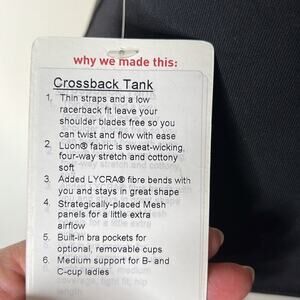 why we made this:
Crossback Tank
1. Thin straps and a low
racerback fit leave your
shoulder blades free so you
can twist and flow with ease
2. Luon® fabric is sweat-wicking,
four-way stretch and cottony
soft
3. Added LYCRA® fibre bends with
you and stays in great shape
4. Strategically-placed Mesh
panels for a little extra
airflow
5. Built-in bra pockets for
optional, removable cups
6. Medium support for B- and
C-cup ladies